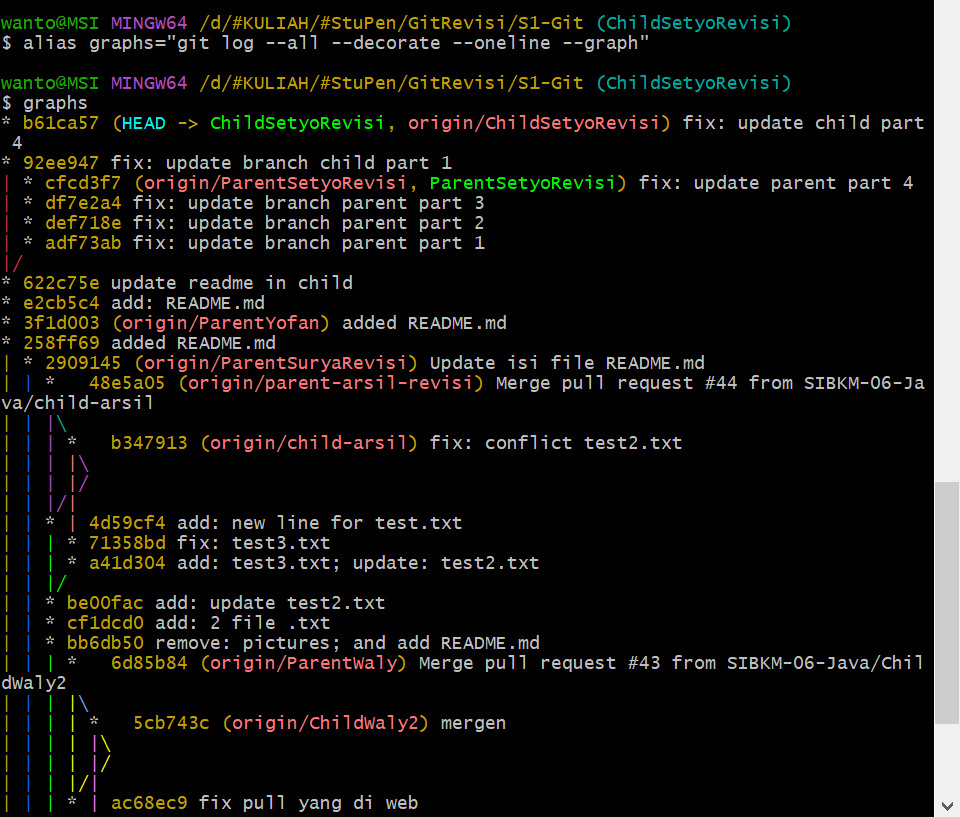 wanto@MSI MINGW64 /d/#KULIAH/#StuPen/GitRevisi/S1-Git (ChildSetyoRevisi)
$ alias graphs="git log --all --decorate --oneline --graph"

wanto@MSI MINGW64 /d/#KULIAH/#StuPen/GitRevisi/S1-Git (ChildSetyoRevisi)
$ graphs
* b61ca57 (HEAD -> ChildSetyoRevisi, origin/ChildSetyoRevisi) fix: update child part
 4
* 92ee947 fix: update branch child part 1
| * cfcd3f7 (origin/ParentSetyoRevisi, ParentSetyoRevisi) fix: update parent part 4
| * df7e2a4 fix: update branch parent part 3
| * def718e fix: update branch parent part 2
| * adf73ab fix: update branch parent part 1
|/
* 622c75e update readme in child
* e2cb5c4 add: README.md
* 3f1d003 (origin/ParentYofan) added README.md
* 258ff69 added README.md
| * 2909145 (origin/ParentSuryaRevisi) Update isi file README.md
| | *   48e5a05 (origin/parent-arsil-revisi) Merge pull request #44 from SIBKM-06-Ja
va/child-arsil
| | |\
| | | *   b347913 (origin/child-arsil) fix: conflict test2.txt
| | | |\
| | | |/
| | |/|
| | * | 4d59cf4 add: new line for test.txt
| | | * 71358bd fix: test3.txt
| | | * a41d304 add: test3.txt; update: test2.txt
| | |/
| | * be00fac add: update test2.txt
| | * cf1dcd0 add: 2 file .txt
| | * bb6db50 remove: pictures; and add README.md
| | | *   6d85b84 (origin/ParentWaly) Merge pull request #43 from SIBKM-06-Java/Chil
dWaly2
| | | |\
| | | | *   5cb743c (origin/ChildWaly2) mergen
| | | | |\
| | | | |/
| | | |/|
| | | * | ac68ec9 fix pull yang di web